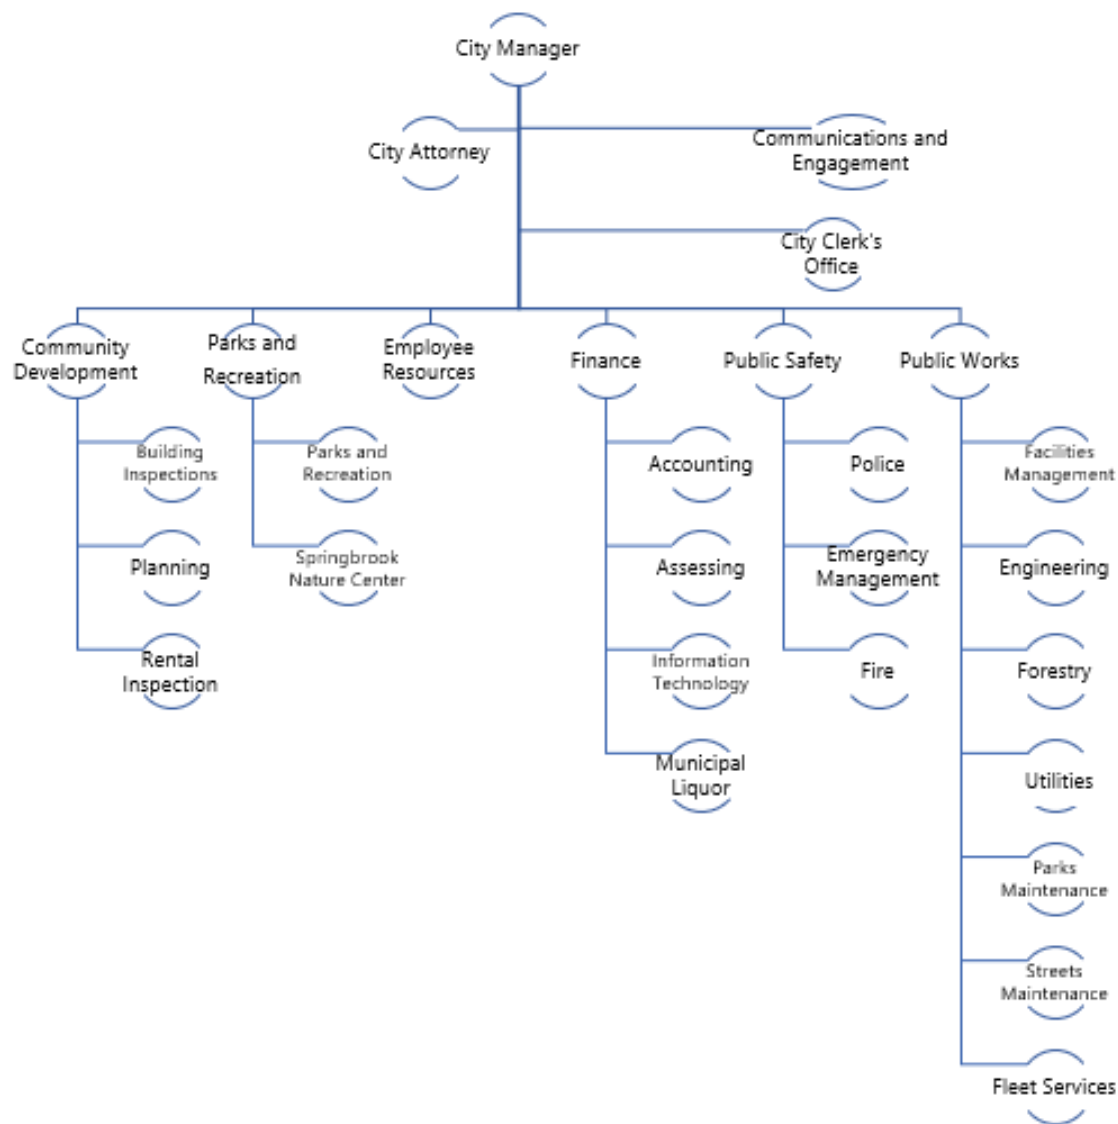 City Manager
City Attorney
Communications and
Engagement
City Clerk's
Office
Community
Development
Parks and
Recreation
Employee
Resources
Finance
Public Safety
Public Works
Building
Inspections
Planning
Rental
Inspection
Parks and
Recreation
Springbrook
Nature Center
Accounting
Assessing
Information
Technology
Municipal
Liquor
Police
Emergency
Management
Fire
Facilities
Management
Engineering
Forestry
Utilities
Parks
Maintenance
Streets
Maintenance
Fleet Services